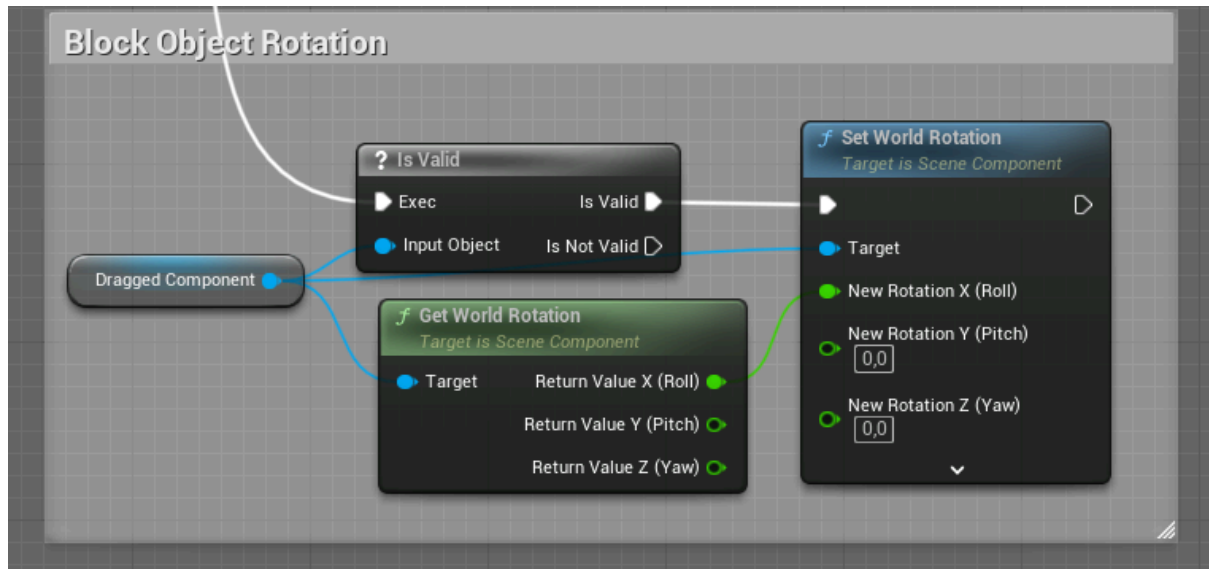 Block Object Rotation
? Is Valid
Exec
Is Valid
Input Object
Is Not Valid
Dragged Component
f Get World Rotation
Target is Scene Component
Target
Return Value X (Roll)
Return Value Y (Pitch)
Return Value Z (Yaw)
f Set World Rotation
Target is Scene Component
Target
New Rotation X (Roll)
New Rotation Y (Pitch)
0,0
New Rotation Z (Yaw)
0,0